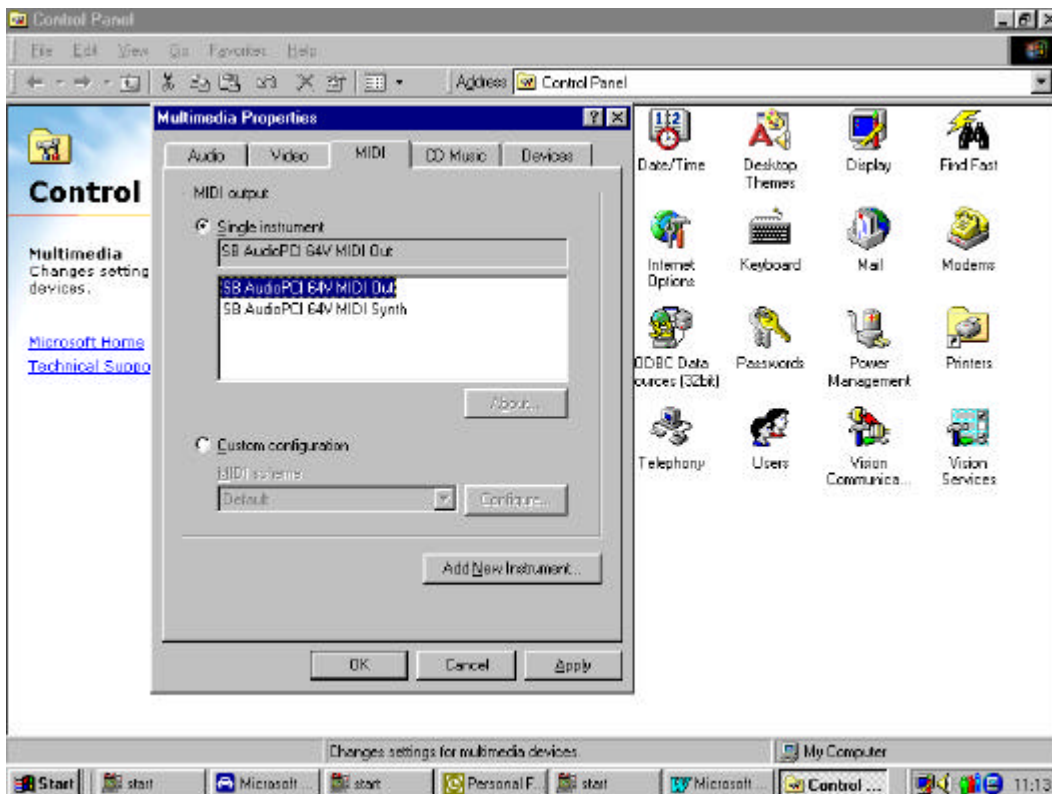 Control Panel
File Edit View Go Favorites Help
Address Control Panel
Multimedia Properties
Audio Video MIDI CD Music Devices
MIDI output
Single instrument
SB AudioPCI 64V MIDI Out
SB AudioPCI 64V MIDI Out
SB AudioPCI 64V MIDI Synth
About...
Custom configuration
MIDI scheme
Default
Configure...
Add New Instrument...
OK Cancel Apply
Control
Multimedia
Changes setting
devices.
Microsoft Home
Technical Suppo
Date/Time
Desktop
Themes
Display
Find Fast
Internet
Options
Keyboard
Mail
Modems
ODBC Data
ources (32bit)
Passwords
Power
Management
Printers
Telephony
Users
Vision
Communica...
Vision
Services
Changes settings for multimedia devices.
My Computer
Start
start
Microsoft ...
start
Personal F...
start
Microsoft ...
Control ...
11:13